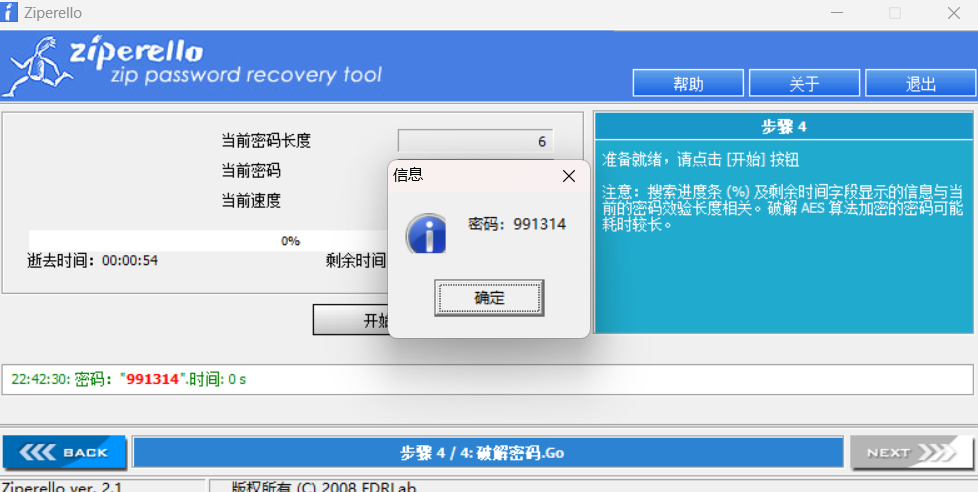 Ziperello
ziperello
zip password recovery tool
帮助
关于
退出
当前密码长度
6
当前密码
当前速度
0%
逝去时间：00:00:54
剩余时间
开始
信息
密码：991314
确定
步骤 4
准备就绪，请点击 [开始] 按钮
注意：搜索进度条 (%) 及剩余时间字段显示的信息与当
前的密码效验长度相关。破解 AES 算法加密的密码可能
耗时较长。
22:42:30: 密码："991314".时间: 0 s
BACK
步骤 4 / 4: 破解密码.Go
NEXT
Ziperello ver. 2.1
版权所有 (C) 2008 FDRLab